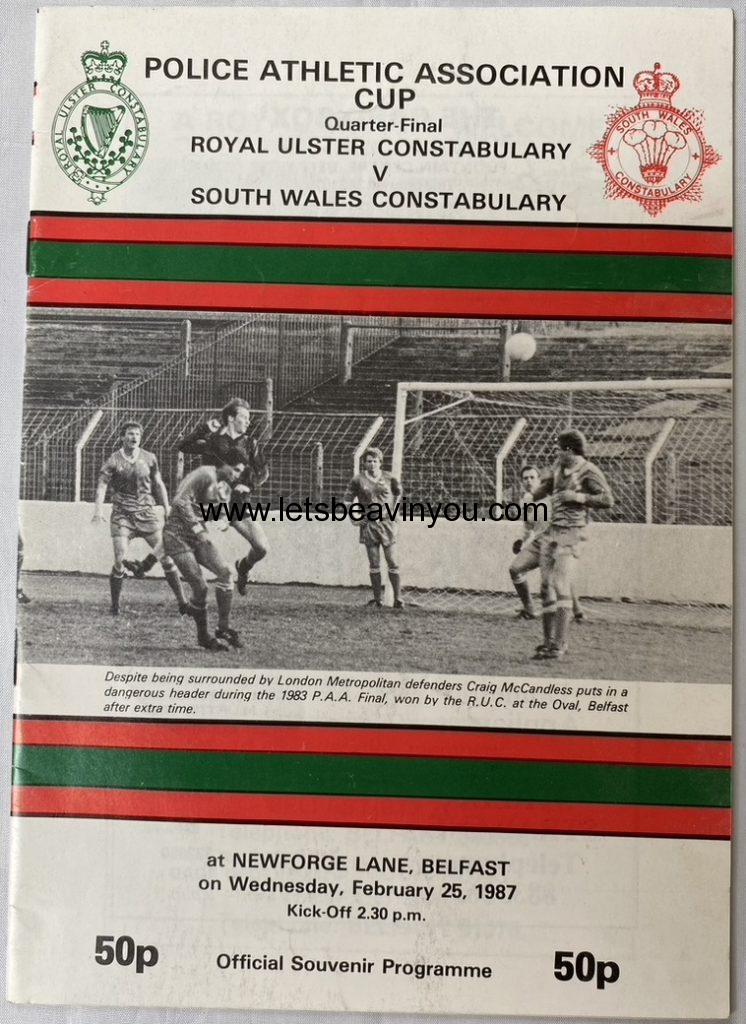 POLICE ATHLETIC ASSOCIATION
CUP
Quarter-Final
ROYAL ULSTER CONSTABULARY
V
SOUTH WALES CONSTABULARY
ROYAL ULSTER CONSTABULARY
SOUTH WALES
CONSTABULARY
www.letsbeavinyou.com
Despite being surrounded by London Metropolitan defenders Craig McCandless puts in a
dangerous header during the 1983 P.A.A. Final, won by the R.U.C. at the Oval, Belfast
after extra time.
at NEWFORGE LANE, BELFAST
on Wednesday, February 25, 1987
Kick-Off 2.30 p.m.
50p
Official Souvenir Programme
50p